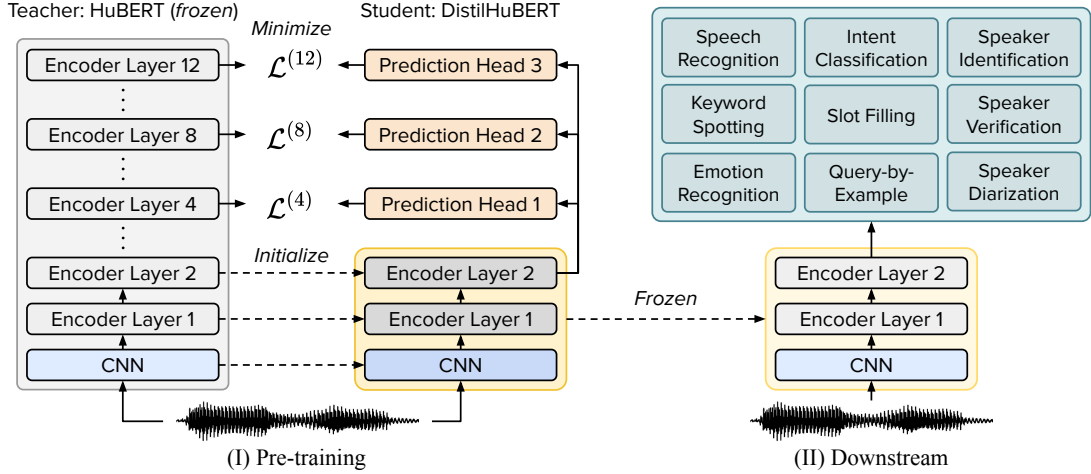 Teacher: HuBERT (frozen)
Minimize
Student: DistilHuBERT
Encoder Layer 12
ℒ(12)
Prediction Head 3
Encoder Layer 8
ℒ(8)
Prediction Head 2
Encoder Layer 4
ℒ(4)
Prediction Head 1
Encoder Layer 2
Initialize
Encoder Layer 2
Encoder Layer 1
Encoder Layer 1
CNN
CNN
(I) Pre-training
Frozen
Speech
Recognition
Intent
Classification
Speaker
Identification
Keyword
Spotting
Slot Filling
Speaker
Verification
Emotion
Recognition
Query-by-
Example
Speaker
Diarization
Encoder Layer 2
Encoder Layer 1
CNN
(II) Downstream